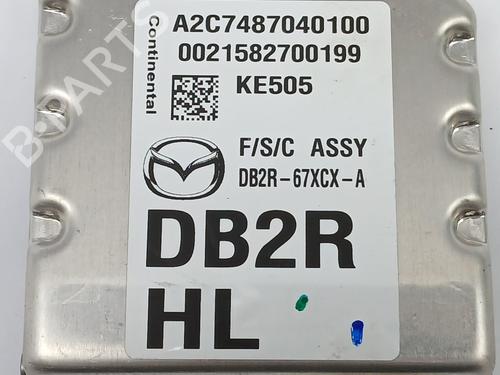 A2C7487040100
0021582700199
Continental
KE505
F/S/C ASSY
DB2R-67XCX-A
DB2R
HL
B-PARTS